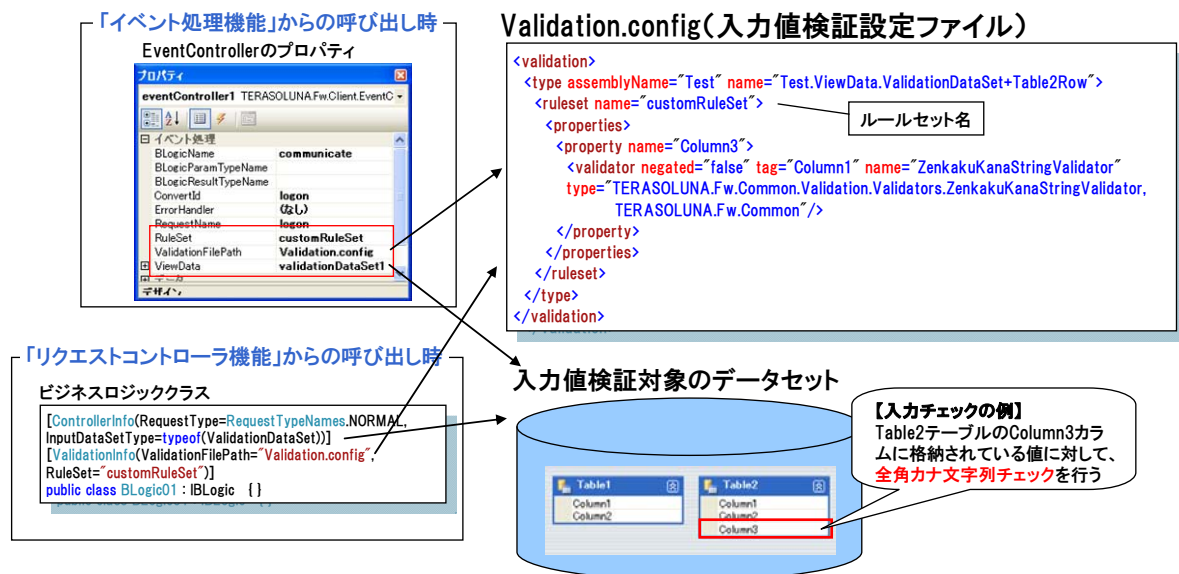 「イベント処理機能」からの呼び出し時
EventControllerのプロパティ
プロパティ
eventController1 TERASOLUNA.Fw.Client.EventC
イベント処理
BLogicName communicate
BLogicParamTypeName
BLogicResultTypeName
ConvertId logon
ErrorHandler (なし)
RequestName logon
RuleSet customRuleSet
ValidationFilePath Validation.config
ViewData validationDataSet1
デザイン
Validation.config(入力値検証設定ファイル)
<validation>
<type assemblyName="Test" name="Test.ViewData.ValidationDataSet+Table2Row">
<ruleset name="customRuleSet">
ルールセット名
<properties>
<property name="Column3">
<validator negated="false" tag="Column1" name="ZenkakuKanaStringValidator"
type="TERASOLUNA.Fw.Common.Validation.Validators.ZenkakuKanaStringValidator,
TERASOLUNA.Fw.Common"/>
</property>
</properties>
</ruleset>
</type>
</validation>
「リクエストコントローラ機能」からの呼び出し時
ビジネスロジッククラス
[ControllerInfo(RequestType=RequestTypeNames.NORMAL,
InputDataSetType=typeof(ValidationDataSet))]
[ValidationInfo(ValidationFilePath="Validation.config",
RuleSet="customRuleSet")]
public class BLogic01 : IBLogic { }
入力値検証対象のデータセット
Table1
Column1
Column2
Table2
Column1
Column2
Column3
【入力チェックの例】
Table2テーブルのColumn3カラ
ムに格納されている値に対して、
全角カナ文字列チェックを行う